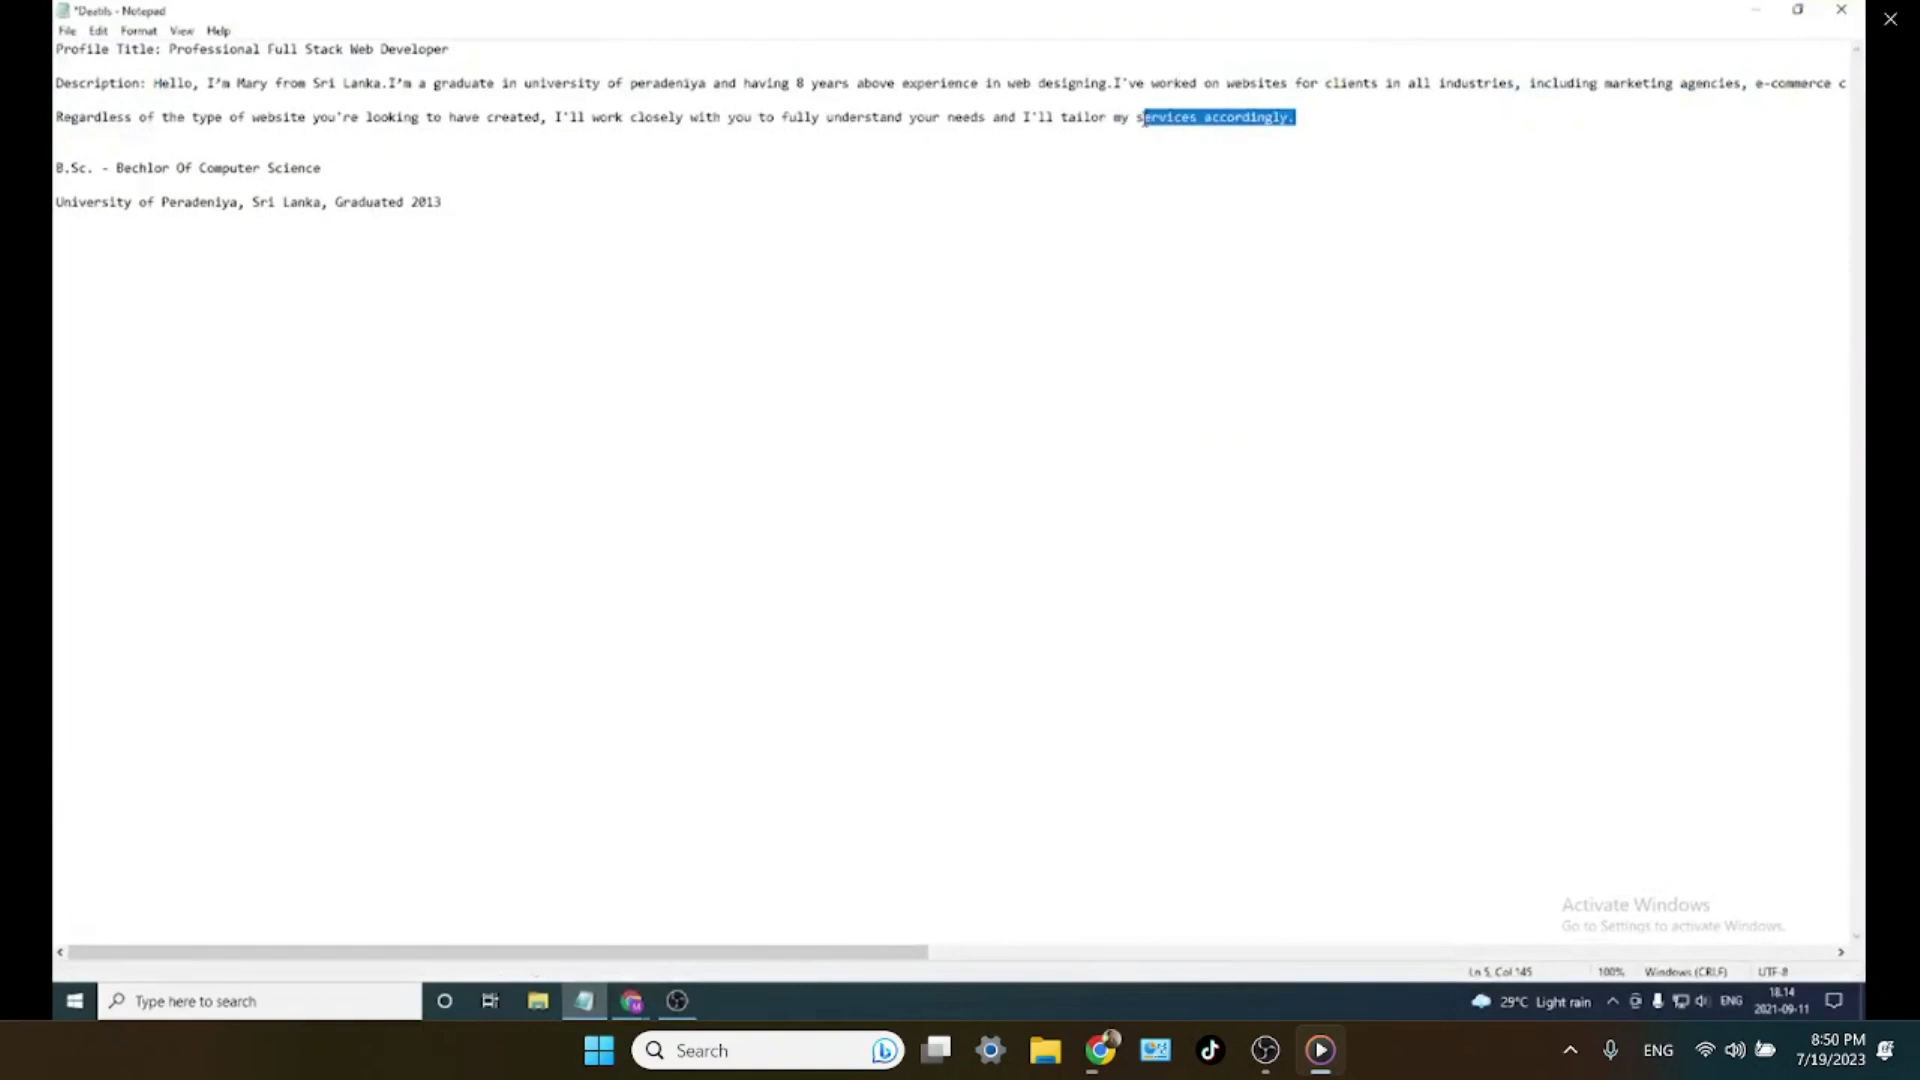 *Deatils - Notepad
File Edit Format View Help
Profile Title: Professional Full Stack Web Developer
Description: Hello, I'm Mary from Sri Lanka.I'm a graduate in university of peradeniya and having 8 years above experience in web designing.I've worked on websites for clients in all industries, including marketing agencies, e-commerce c
Regardless of the type of website you're looking to have created, I'll work closely with you to fully understand your needs and I'll tailor my services accordingly.
B.Sc. - Bechlor Of Computer Science
University of Peradeniya, Sri Lanka, Graduated 2013
Activate Windows
Go to Settings to activate Windows.
Ln 5, Col 145 100% Windows (CRLF) UTF-8
Type here to search
29°C Light rain ENG 18.14
2021-09-11
Search
ENG 8:50 PM
7/19/2023